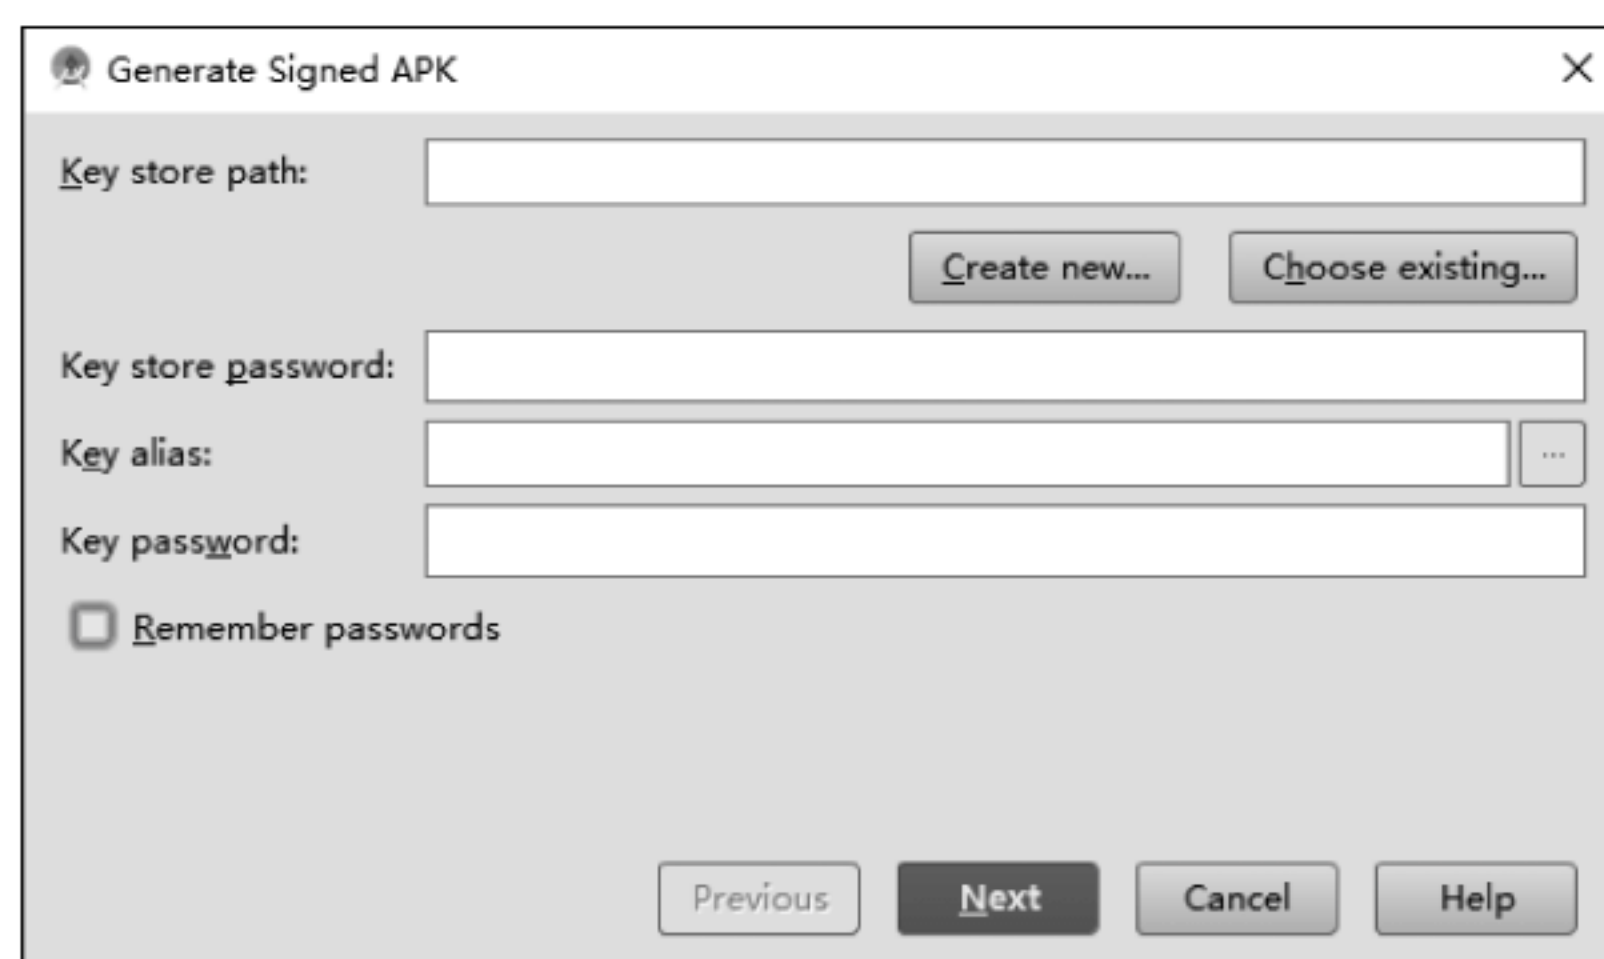 Generate Signed APK
Key store path:
Create new... Choose existing...
Key store password:
Key alias: ...
Key password:
Remember passwords
Previous Next Cancel Help